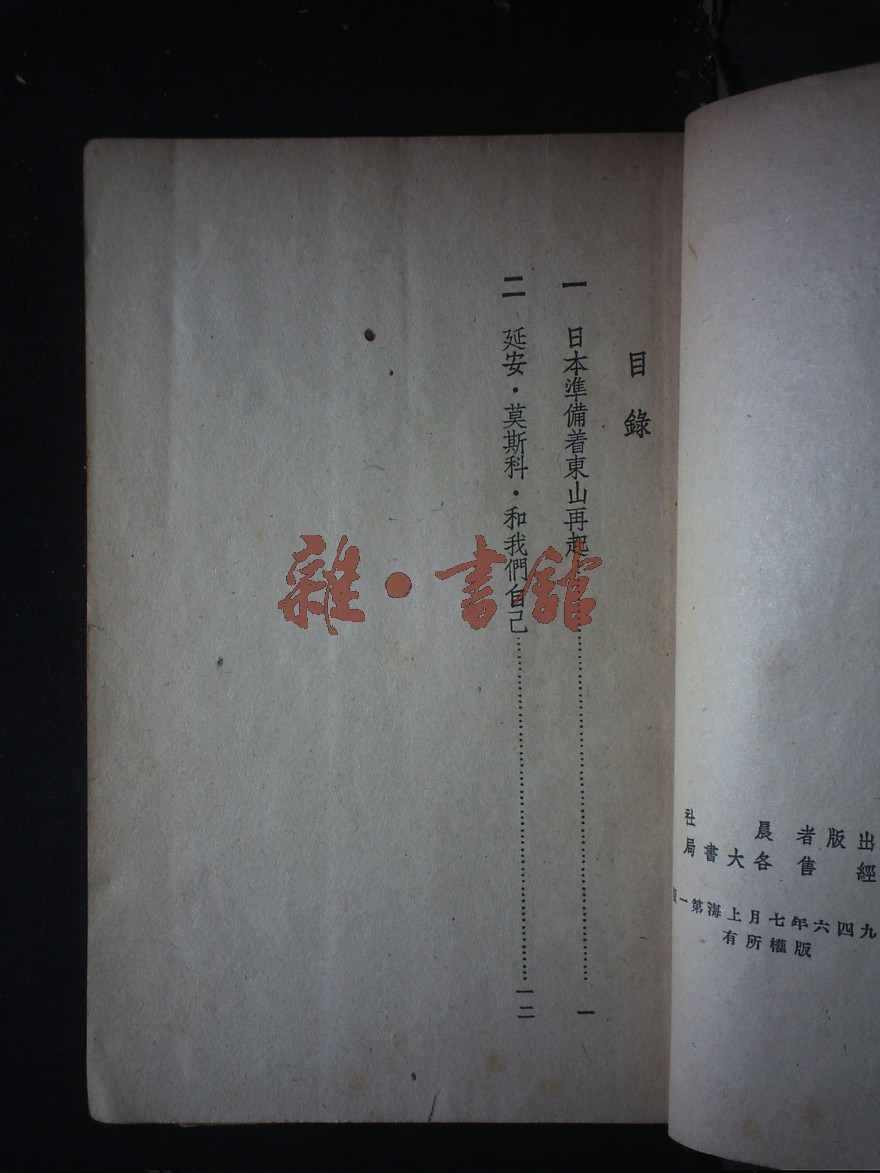 目錄
一 日本準備着東山再起……一
二 延安・莫斯科・和我們自己……一二
雜・書館
出版者 晨社
經售 各大書局
九四六年七月上海第一
版權所有